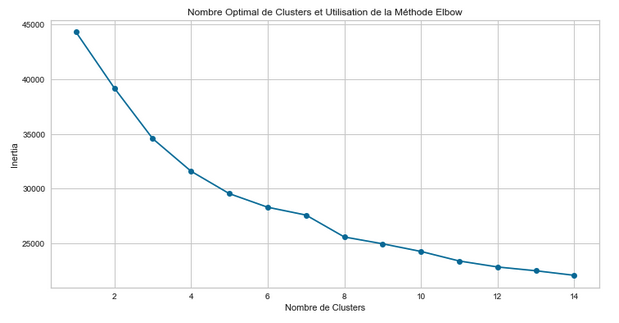 Nombre Optimal de Clusters et Utilisation de la Méthode Elbow
45000
40000
35000
30000
25000
Inertia
2 4 6 8 10 12 14
Nombre de Clusters